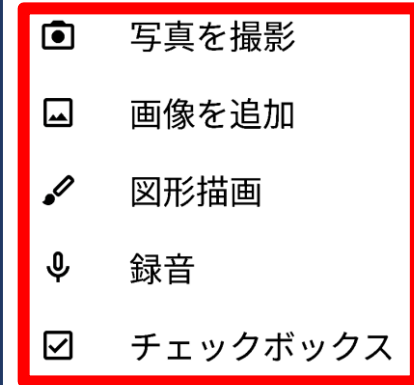 写真を撮影
画像を追加
図形描画
録音
チェックボックス